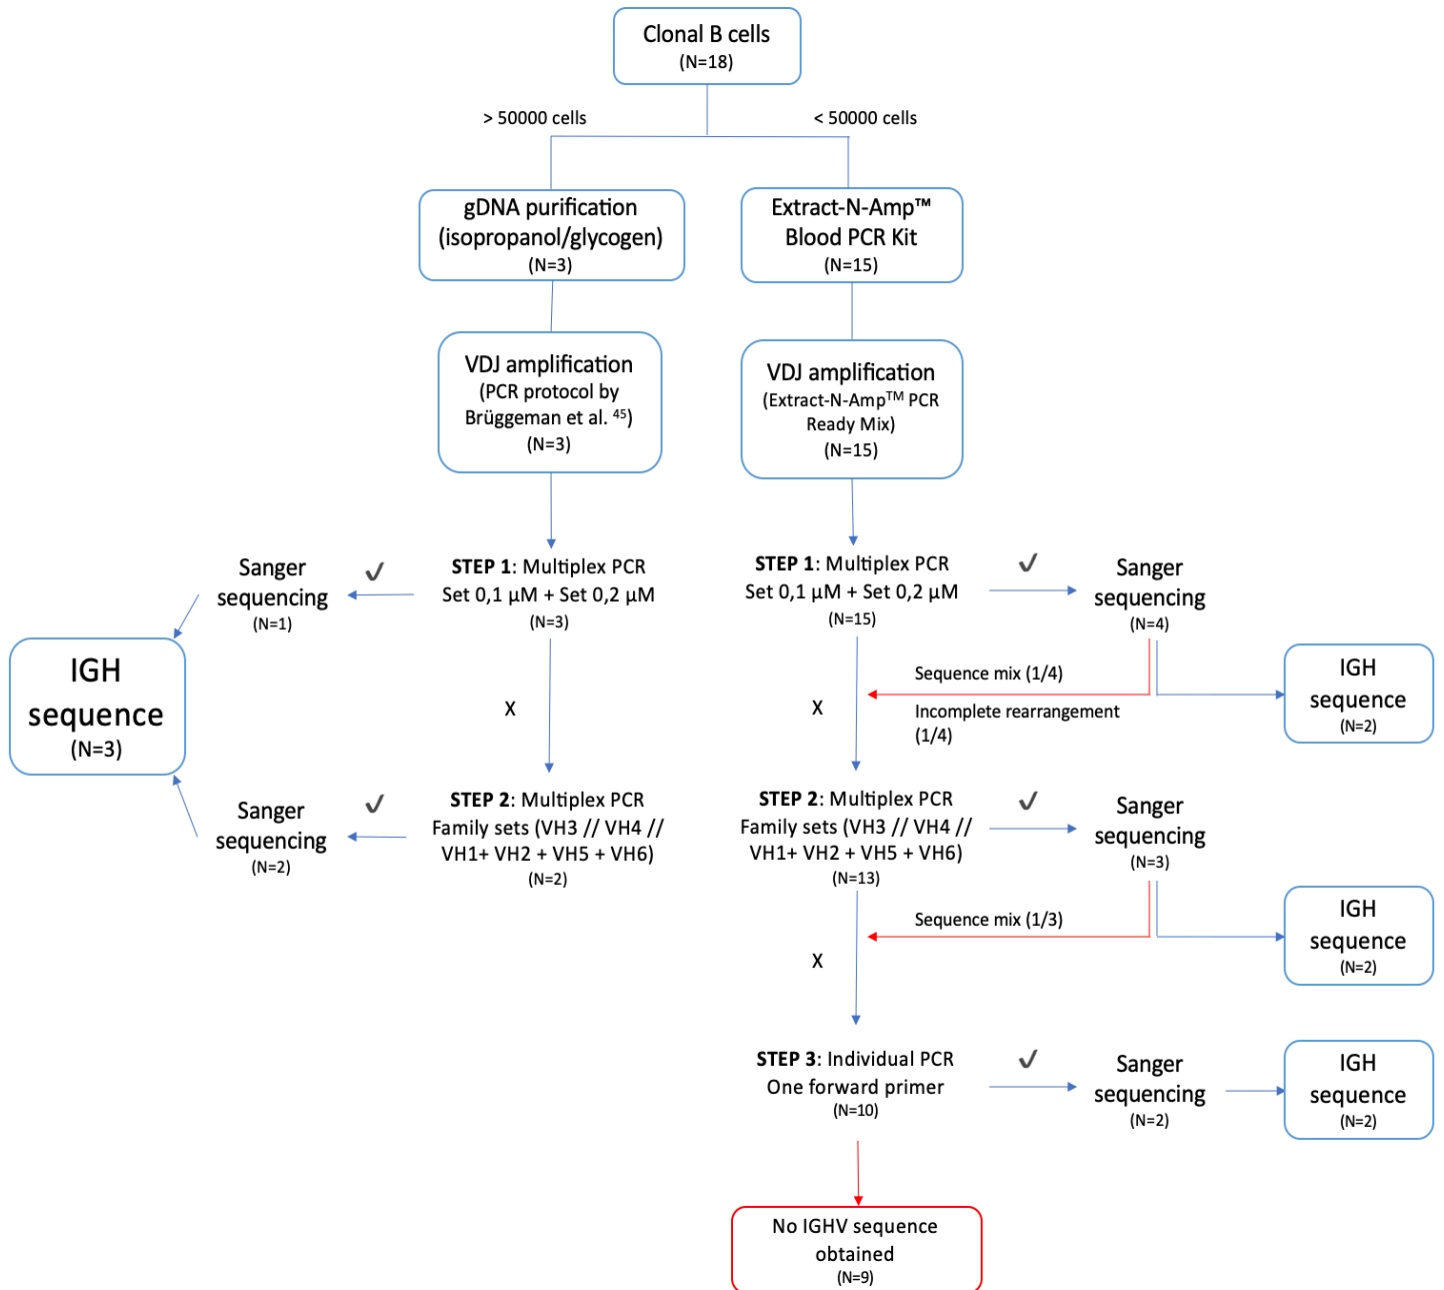 Clonal B cells
(N=18)
> 50000 cells
< 50000 cells
gDNA purification
(isopropanol/glycogen)
(N=3)
Extract-N-Amp™
Blood PCR Kit
(N=15)
VDJ amplification
(PCR protocol by
Brüggeman et al. ⁴⁵)
(N=3)
VDJ amplification
(Extract-N-Amp™ PCR
Ready Mix)
(N=15)
Sanger
sequencing
(N=1)
✓
STEP 1: Multiplex PCR
Set 0,1 µM + Set 0,2 µM
(N=3)
STEP 1: Multiplex PCR
Set 0,1 µM + Set 0,2 µM
(N=15)
✓
Sanger
sequencing
(N=4)
IGH
sequence
(N=3)
X
X
Sequence mix (1/4)
Incomplete rearrangement
(1/4)
IGH
sequence
(N=2)
Sanger
sequencing
(N=2)
✓
STEP 2: Multiplex PCR
Family sets (VH3 // VH4 //
VH1+ VH2 + VH5 + VH6)
(N=2)
STEP 2: Multiplex PCR
Family sets (VH3 // VH4 //
VH1+ VH2 + VH5 + VH6)
(N=13)
✓
Sanger
sequencing
(N=3)
X
Sequence mix (1/3)
IGH
sequence
(N=2)
STEP 3: Individual PCR
One forward primer
(N=10)
✓
Sanger
sequencing
(N=2)
IGH
sequence
(N=2)
No IGHV sequence
obtained
(N=9)